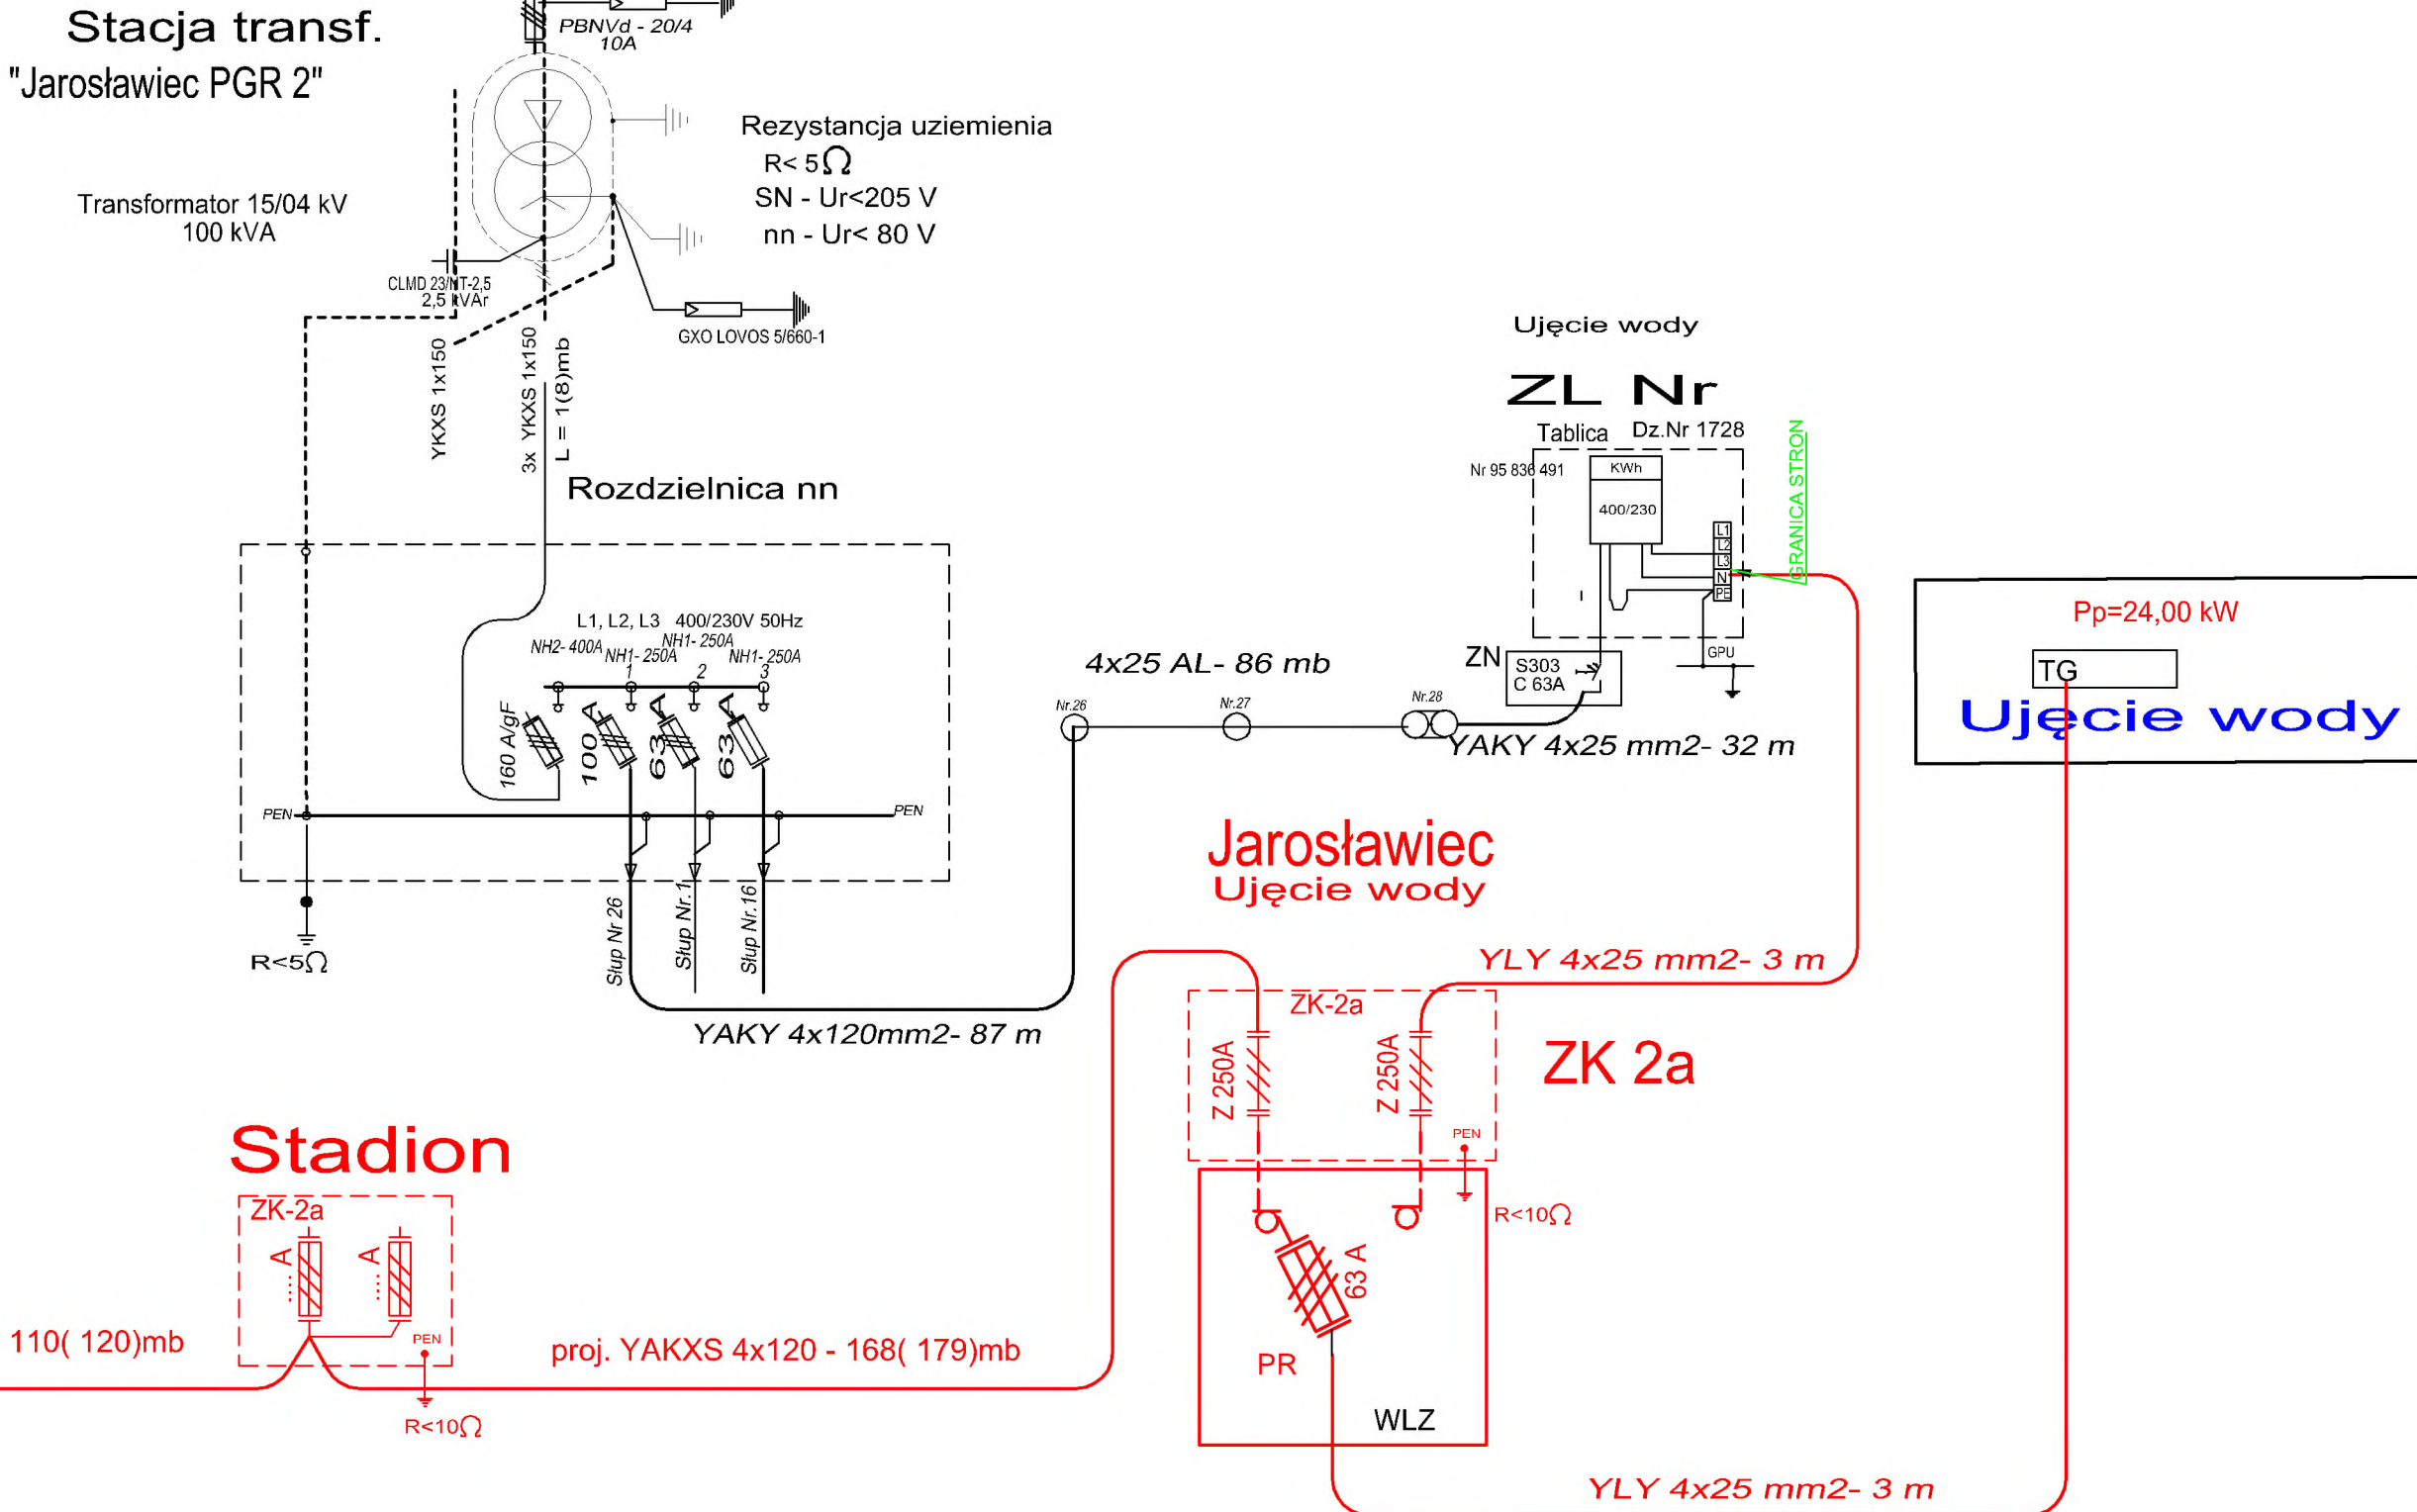 Stacja transf.
"Jarosławiec PGR 2"
PBNVd - 20/4
10A
Rezystancja uziemienia
R< 5Ω
SN - Ur<205 V
nn - Ur< 80 V
Transformator 15/04 kV
100 kVA
CLMD 23/NT-2,5
2,5 kVAr
GXO LOVOS 5/660-1
YKXS 1x150
3x YKXS 1x150
L = 1(8)mb
Rozdzielnica nn
L1, L2, L3 400/230V 50Hz
NH2- 400A
NH1- 250A
NH1- 250A
NH1- 250A
1
2
3
160 A/gF
100 A
63 A
63 A
PEN
PEN
Słup Nr 26
Słup Nr.1
Słup Nr.16
R<5Ω
YAKY 4x120mm2- 87 m
4x25 AL- 86 mb
Nr.26
Nr.27
Nr.28
YAKY 4x25 mm2- 32 m
Ujęcie wody
ZL Nr
Tablica Dz.Nr 1728
Nr 95 836 491
KWh
400/230
L1
L2
L3
N
PE
GRANICA STRON
ZN
S303
C 63A
GPU
Pp=24,00 kW
TG
Ujęcie wody
Jarosławiec
Ujęcie wody
YLY 4x25 mm2- 3 m
ZK-2a
Z 250A
Z 250A
ZK 2a
PEN
R<10Ω
63 A
PR
WLZ
YLY 4x25 mm2- 3 m
Stadion
ZK-2a
.... A
.... A
PEN
R<10Ω
110( 120)mb
proj. YAKXS 4x120 - 168( 179)mb